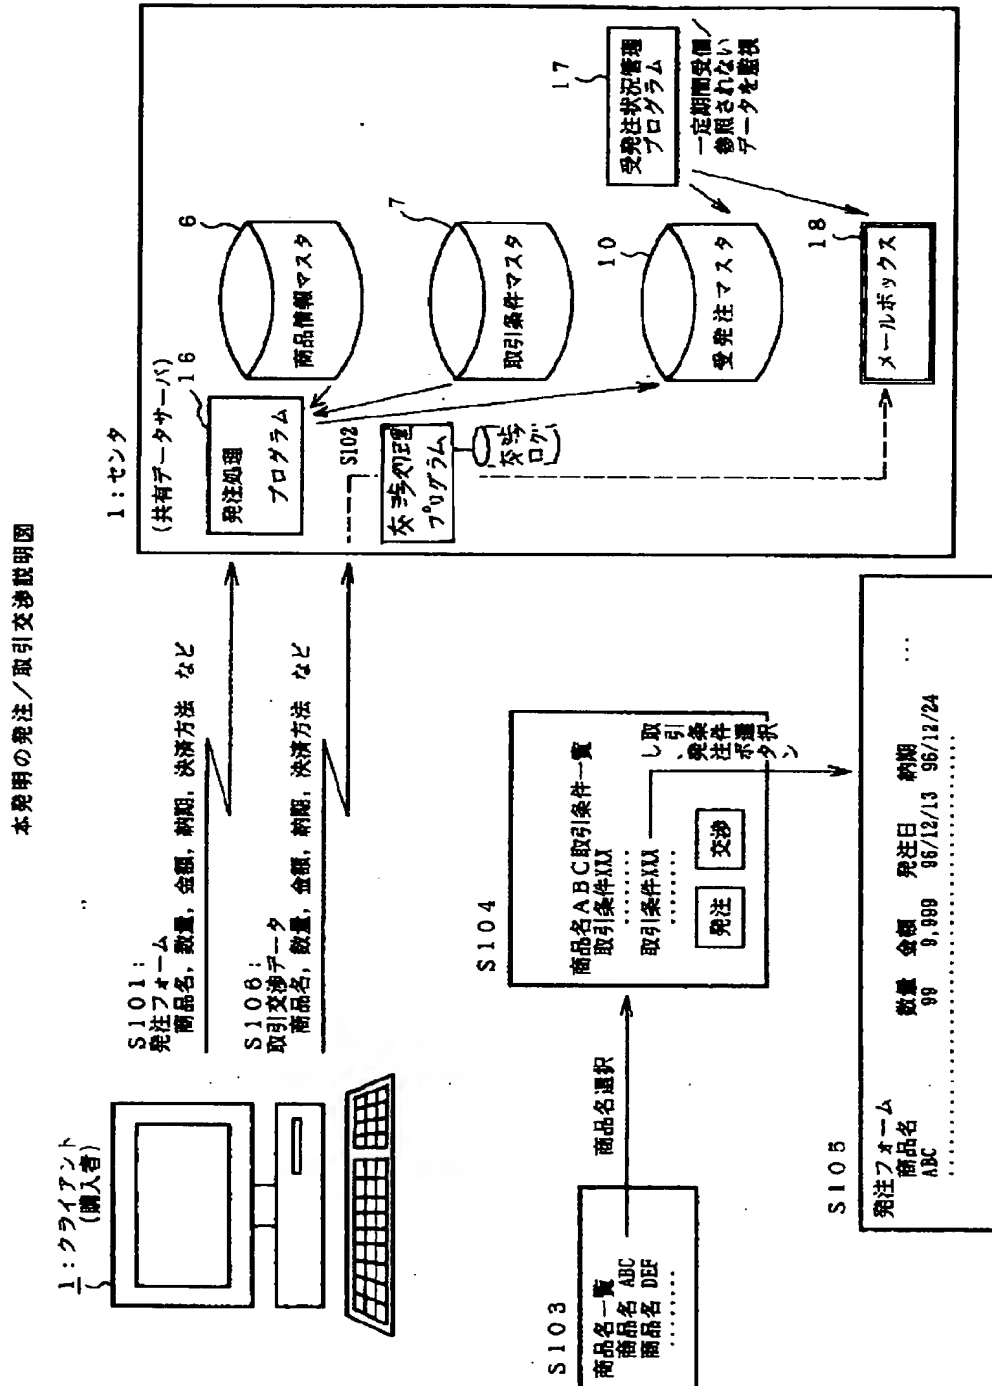 本発明の発注／取引交渉説明図
1：クライアント
(購入者)
S101：
発注フォーム
商品名，数量，金額，納期，決済方法 など
S106：
取引交渉データ
商品名，数量，金額，納期，決済方法 など
1：センタ
(共有データサーバ)
16
発注処理
プログラム
S102
交渉処理
プログラム
交渉
ログ
6
商品情報マスタ
7
取引条件マスタ
10
受発注マスタ
17
受発注状況管理
プログラム
一定期間受信／
参照されない
データを監視
18
メールボックス
S103
商品名一覧
商品名 ABC
商品名 DEF
........
商品名選択
S104
商品名ABC取引条件一覧
取引条件XXX
.......
取引条件XXX
.......
発注
交渉
取引条件選択
し、発注ボタン
S105
発注フォーム
商品名 数量 金額 発注日 納期
ABC 99 9,999 96/12/13 96/12/24 ...